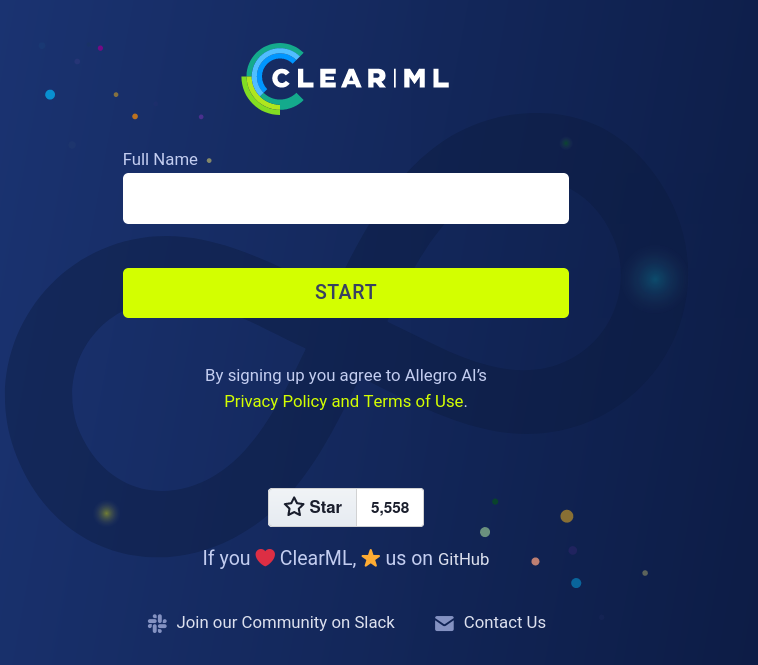 CLEAR|ML
Full Name
START
By signing up you agree to Allegro AI's
Privacy Policy and Terms of Use.
Star 5,558
If you ❤️ ClearML, ⭐ us on GitHub
Join our Community on Slack Contact Us